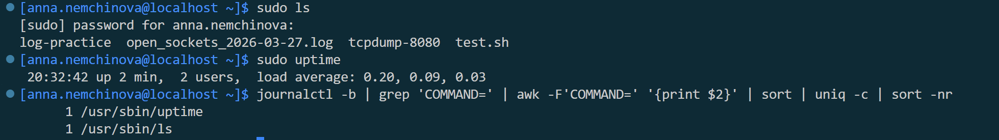 [anna.nemchinova@localhost ~]$ sudo ls
[sudo] password for anna.nemchinova:
log-practice  open_sockets_2026-03-27.log  tcpdump-8080  test.sh
[anna.nemchinova@localhost ~]$ sudo uptime
 20:32:42 up 2 min,  2 users,  load average: 0.20, 0.09, 0.03
[anna.nemchinova@localhost ~]$ journalctl -b | grep 'COMMAND=' | awk -F'COMMAND=' '{print $2}' | sort | uniq -c | sort -nr
      1 /usr/sbin/uptime
      1 /usr/sbin/ls